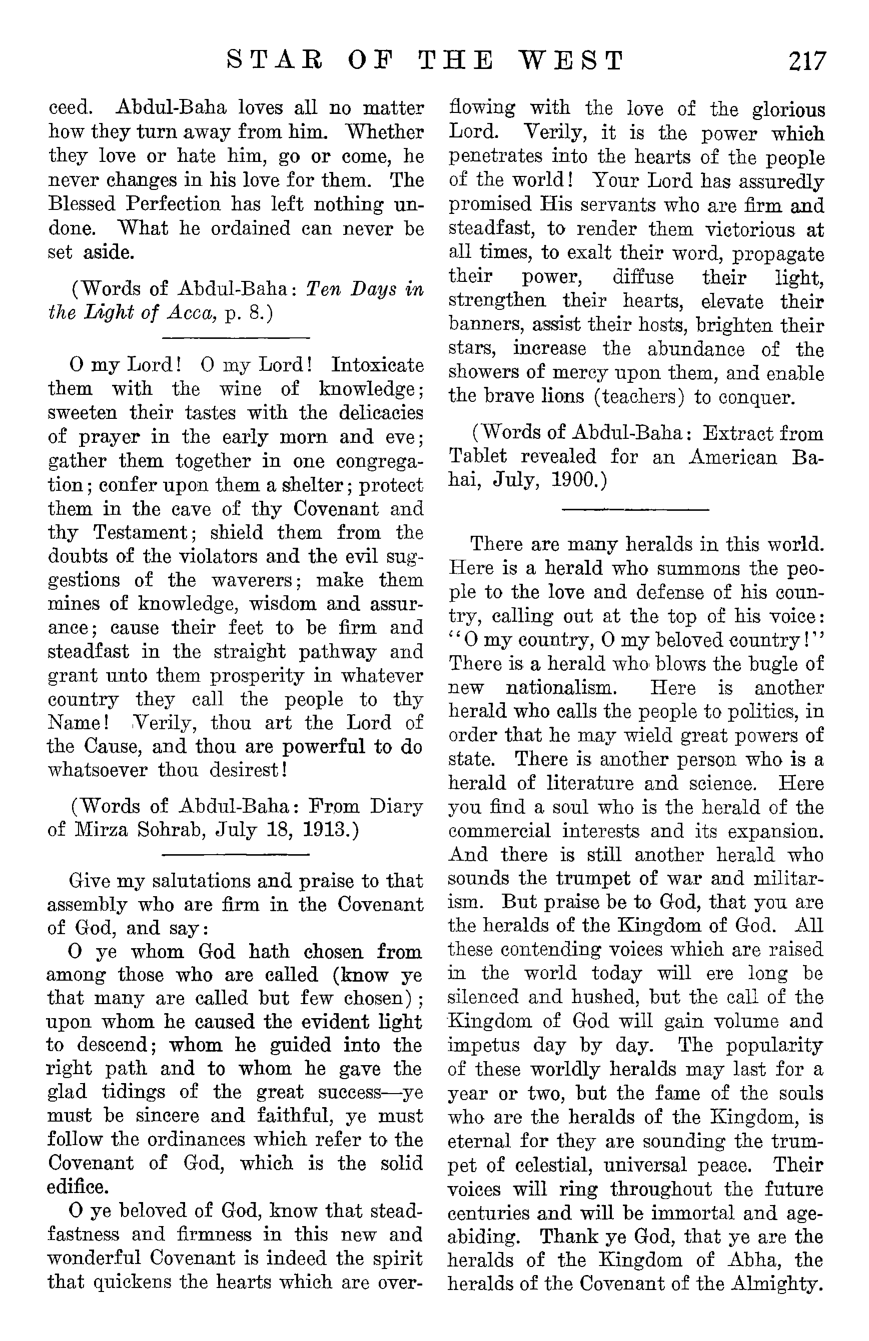 STAR OF THE WEST 217
ceed. Abdul-Baha loves all no matter
how they turn away from him. Whether
they love or hate him, go or come, he
never changes in his love for them. The
Blessed Perfection has left nothing un-
done. What he ordained can never be
set aside.
(Words of Abdul-Baha: Ten Days in
the Light of Acca, p. 8.)
O my Lord! O my Lord! Intoxicate
them with the wine of knowledge;
sweeten their tastes with the delicacies
of prayer in the early morn and eve;
gather them together in one congrega-
tion; confer upon them a shelter; protect
them in the cave of thy Covenant and
thy Testament; shield them from the
doubts of the violators and the evil sug-
gestions of the waverers; make them
mines of knowledge, wisdom and assur-
ance; cause their feet to be firm and
steadfast in the straight pathway and
grant unto them prosperity in whatever
country they call the people to thy
Name! Verily, thou art the Lord of
the Cause, and thou are powerful to do
whatsoever thou desirest!
(Words of Abdul-Baha: From Diary
of Mirza Sohrab, July 18, 1913.)
Give my salutations and praise to that
assembly who are firm in the Covenant
of God, and say:
O ye whom God hath chosen from
among those who are called (know ye
that many are called but few chosen);
upon whom he caused the evident light
to descend; whom he guided into the
right path and to whom he gave the
glad tidings of the great success—ye
must be sincere and faithful, ye must
follow the ordinances which refer to the
Covenant of God, which is the solid
edifice.
O ye beloved of God, know that stead-
fastness and firmness in this new and
wonderful Covenant is indeed the spirit
that quickens the hearts which are over-
flowing with the love of the glorious
Lord. Verily, it is the power which
penetrates into the hearts of the people
of the world! Your Lord has assuredly
promised His servants who are firm and
steadfast, to render them victorious at
all times, to exalt their word, propagate
their power, diffuse their light,
strengthen their hearts, elevate their
banners, assist their hosts, brighten their
stars, increase the abundance of the
showers of mercy upon them, and enable
the brave lions (teachers) to conquer.
(Words of Abdul-Baha: Extract from
Tablet revealed for an American Ba-
hai, July, 1900.)
There are many heralds in this world.
Here is a herald who summons the peo-
ple to the love and defense of his coun-
try, calling out at the top of his voice:
"O my country, O my beloved country!"
There is a herald who blows the bugle of
new nationalism. Here is another
herald who calls the people to politics, in
order that he may wield great powers of
state. There is another person who is a
herald of literature and science. Here
you find a soul who is the herald of the
commercial interests and its expansion.
And there is still another herald who
sounds the trumpet of war and militar-
ism. But praise be to God, that you are
the heralds of the Kingdom of God. All
these contending voices which are raised
in the world today will ere long be
silenced and hushed, but the call of the
Kingdom of God will gain volume and
impetus day by day. The popularity
of these worldly heralds may last for a
year or two, but the fame of the souls
who are the heralds of the Kingdom, is
eternal for they are sounding the trum-
pet of celestial, universal peace. Their
voices will ring throughout the future
centuries and will be immortal and age-
abiding. Thank ye God, that ye are the
heralds of the Kingdom of Abha, the
heralds of the Covenant of the Almighty.